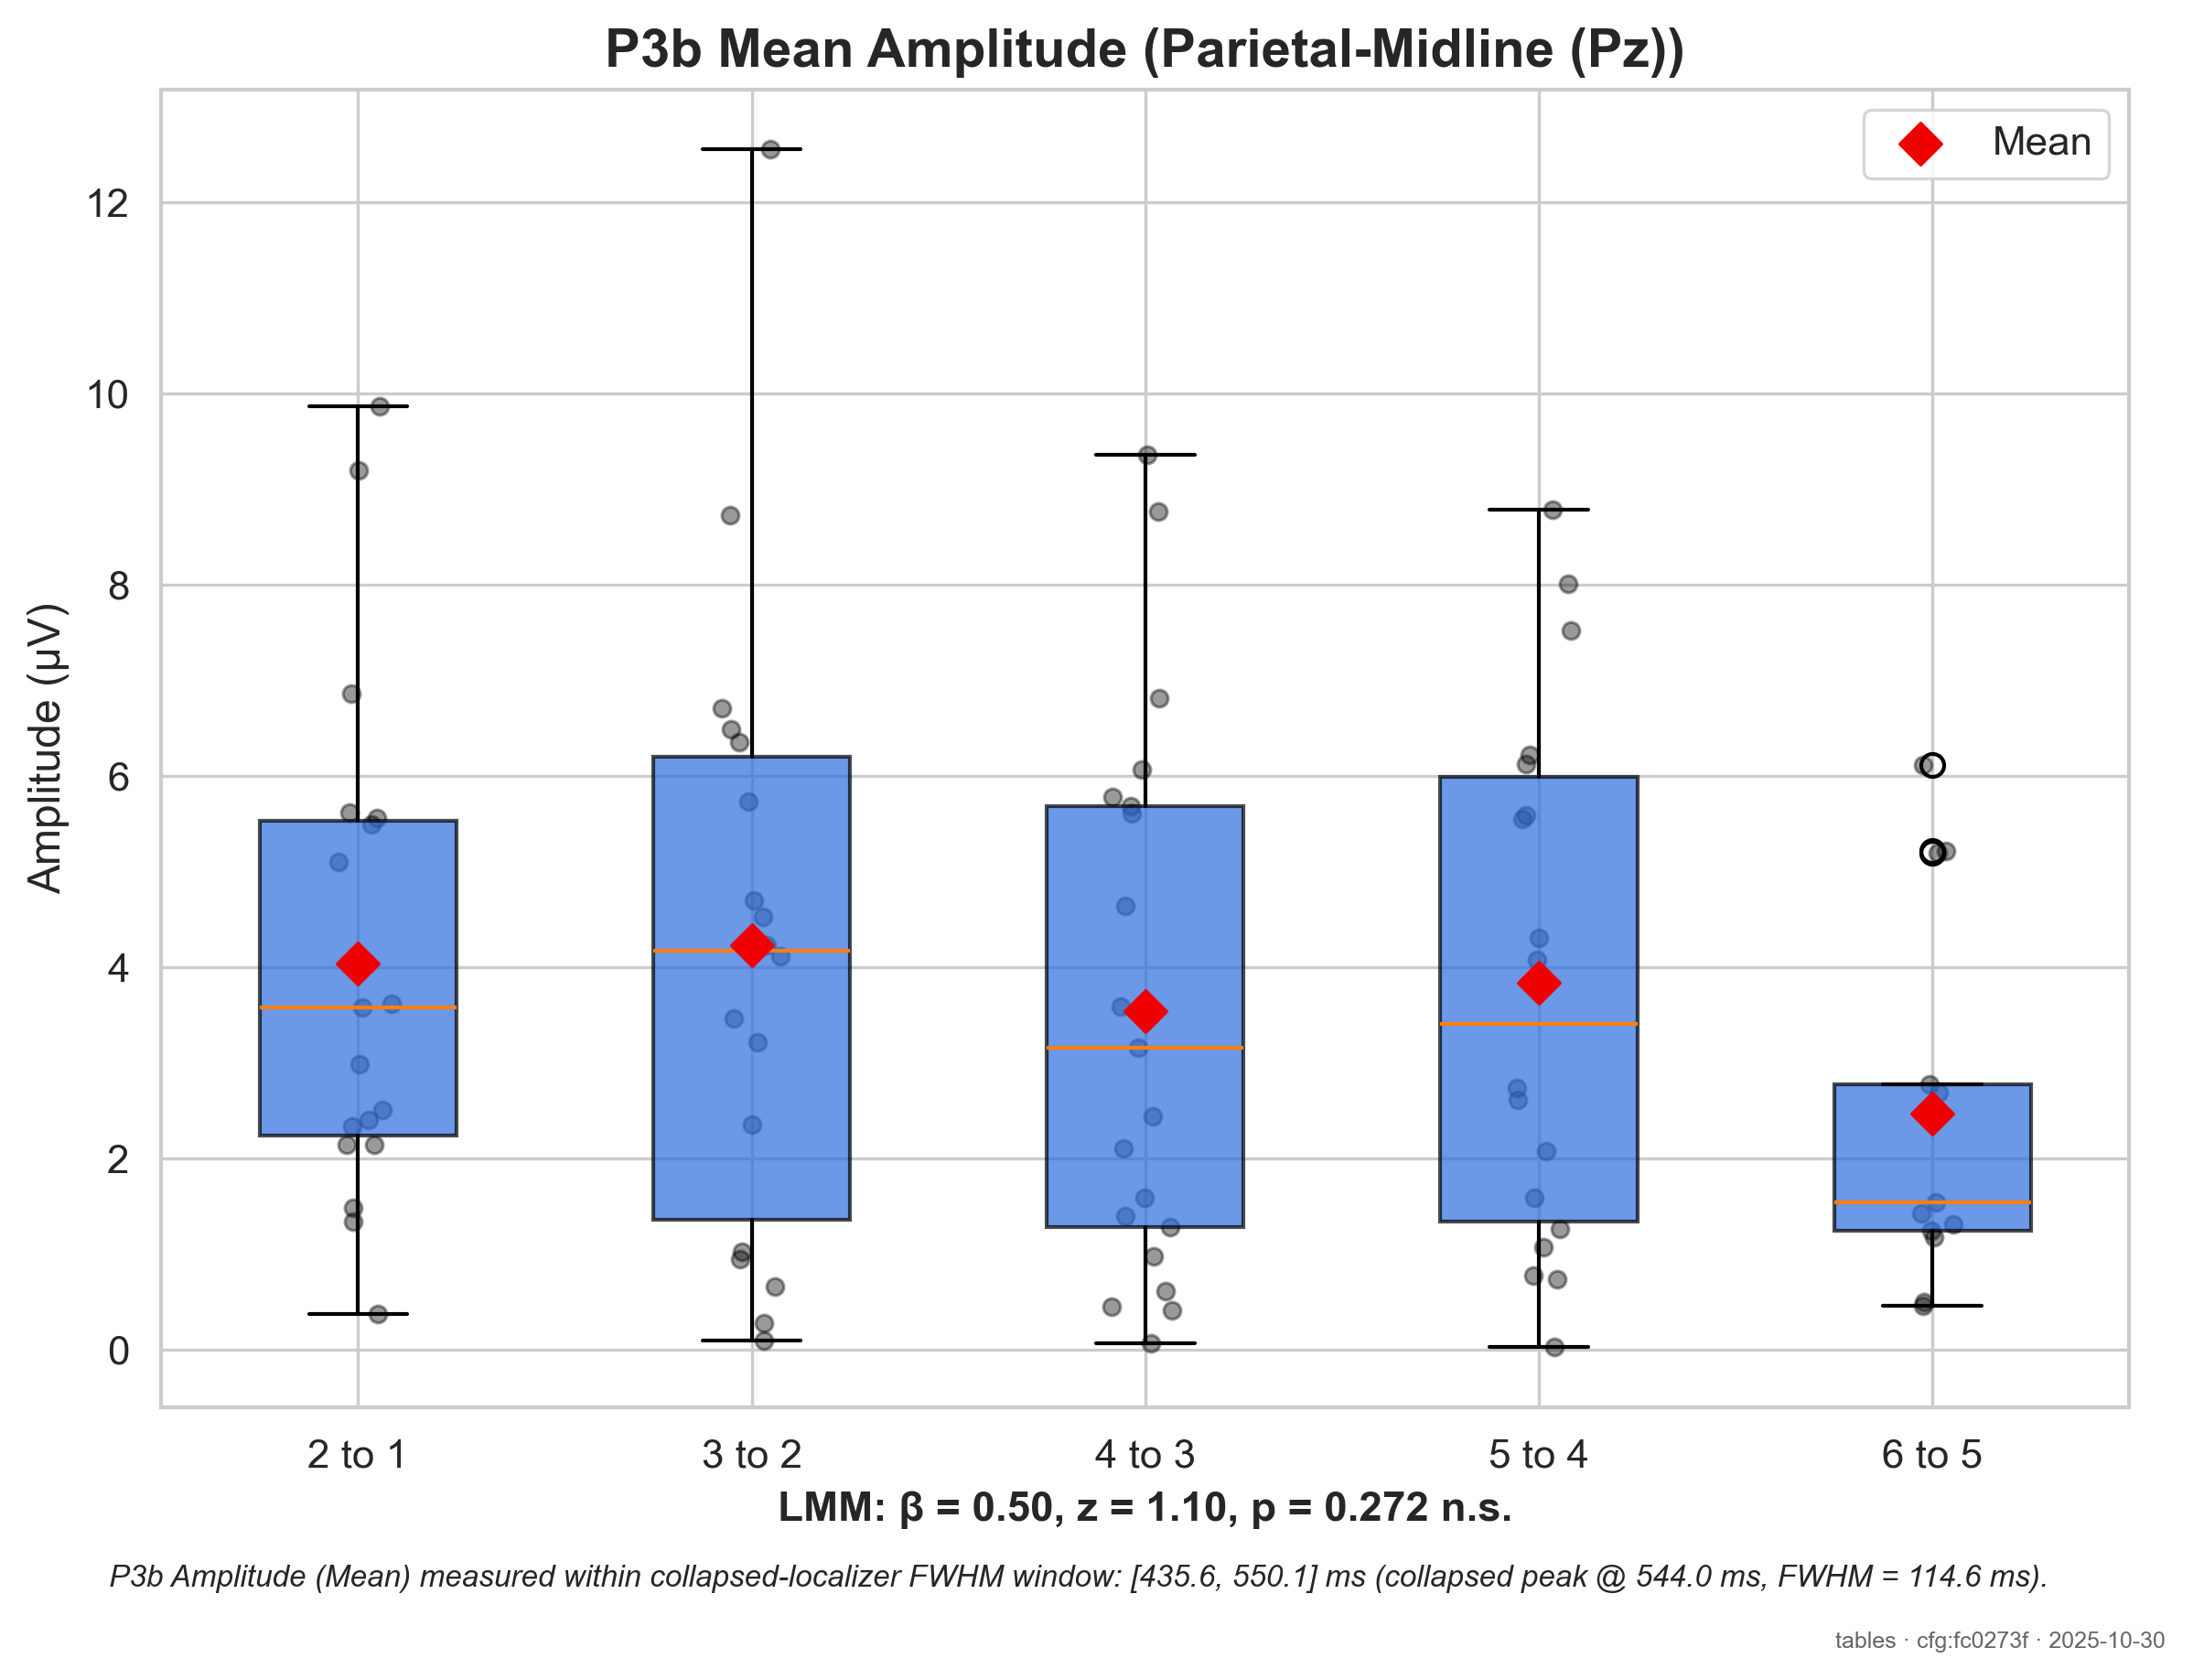 P3b Mean Amplitude (Parietal-Midline (Pz))
Mean
Amplitude (µV)
12
10
8
6
4
2
0
2 to 1
3 to 2
4 to 3
5 to 4
6 to 5
LMM: β = 0.50, z = 1.10, p = 0.272 n.s.
P3b Amplitude (Mean) measured within collapsed-localizer FWHM window: [435.6, 550.1] ms (collapsed peak @ 544.0 ms, FWHM = 114.6 ms).
tables · cfg:fc0273f · 2025-10-30